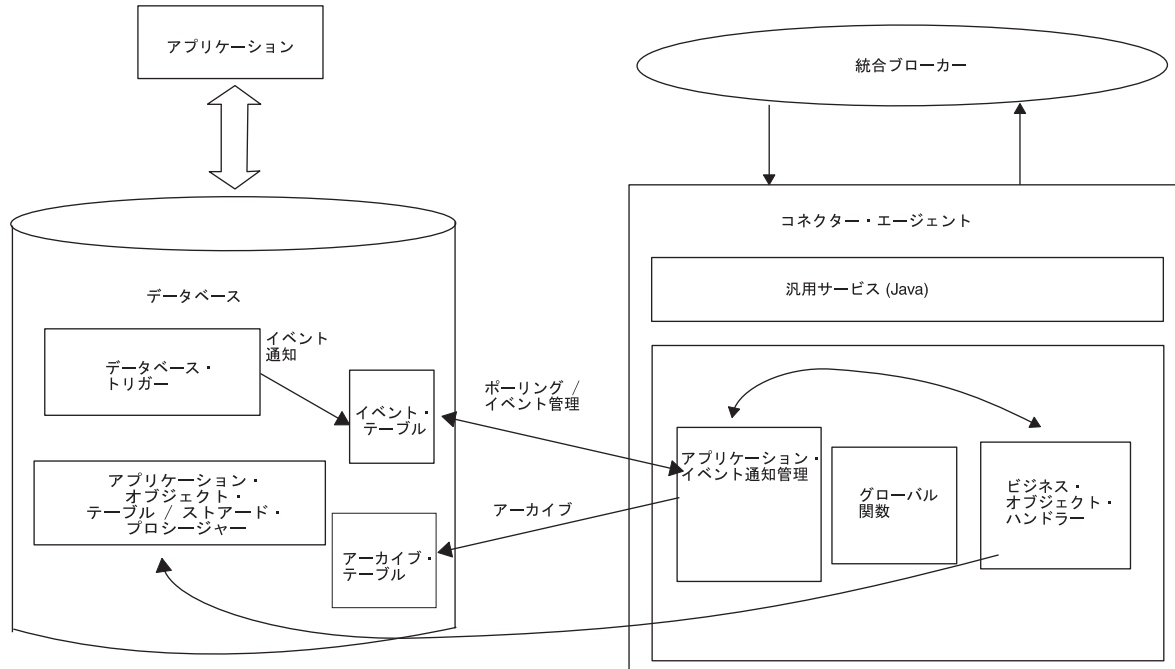 アプリケーション
統合ブローカー
コネクター・エージェント
汎用サービス (Java)
データベース
イベント
通知
データベース・
トリガー
イベント・
テーブル
ポーリング /
イベント管理
アプリケーション・
イベント通知管理
グローバル
関数
ビジネス・
オブジェクト・
ハンドラー
アプリケーション・
オブジェクト・
テーブル / ストアード・
プロシージャー
アーカイブ
アーカイブ・
テーブル